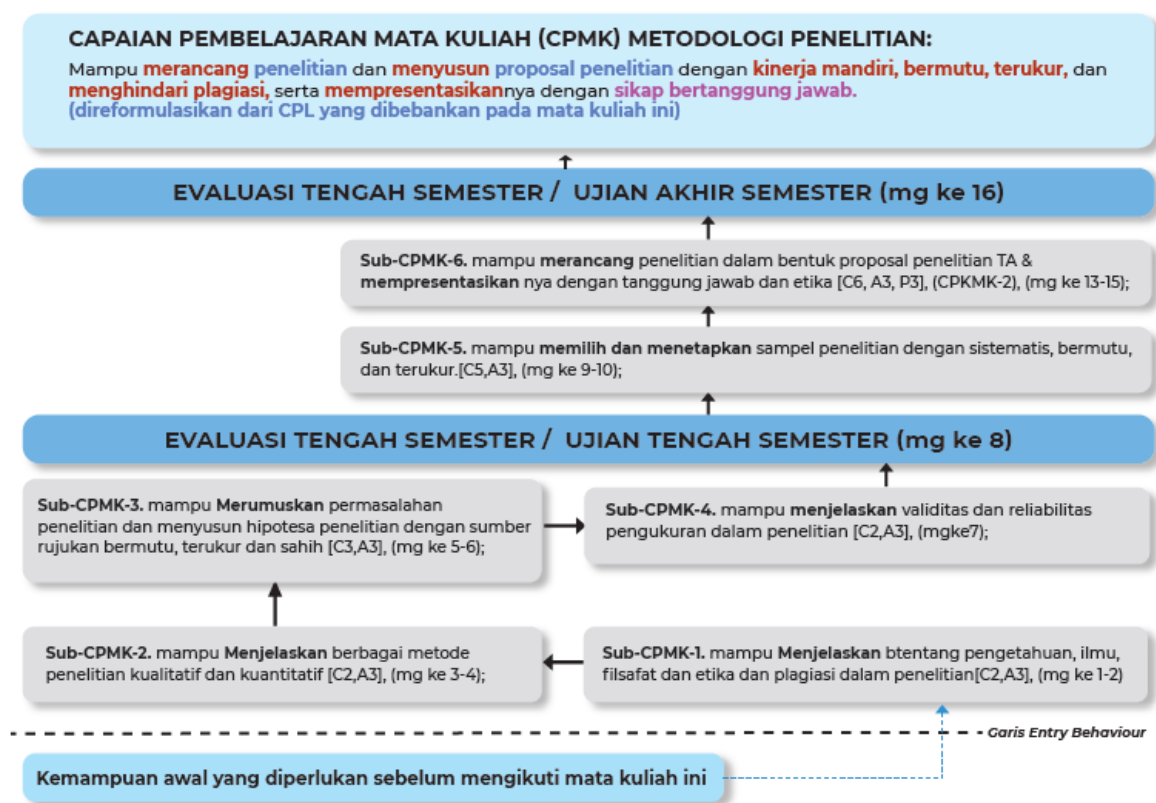 CAPAIAN PEMBELAJARAN MATA KULIAH (CPMK) METODOLOGI PENELITIAN:
Mampu merancang penelitian dan menyusun proposal penelitian dengan kinerja mandiri, bermutu, terukur, dan
menghindari plagiasi, serta mempresentasikannya dengan sikap bertanggung jawab.
(direformulasikan dari CPL yang dibebankan pada mata kuliah ini)
EVALUASI TENGAH SEMESTER / UJIAN AKHIR SEMESTER (mg ke 16)
Sub-CPMK-6. mampu merancang penelitian dalam bentuk proposal penelitian TA &
mempresentasikan nya dengan tanggung jawab dan etika [C6, A3, P3], (CPKMK-2), (mg ke 13-15);
Sub-CPMK-5. mampu memilih dan menetapkan sampel penelitian dengan sistematis, bermutu,
dan terukur.[C5,A3], (mg ke 9-10);
EVALUASI TENGAH SEMESTER / UJIAN TENGAH SEMESTER (mg ke 8)
Sub-CPMK-3. mampu Merumuskan permasalahan
penelitian dan menyusun hipotesa penelitian dengan sumber
rujukan bermutu, terukur dan sahih [C3,A3], (mg ke 5-6);
Sub-CPMK-4. mampu menjelaskan validitas dan reliabilitas
pengukuran dalam penelitian [C2,A3], (mgke7);
Sub-CPMK-2. mampu Menjelaskan berbagai metode
penelitian kualitatif dan kuantitatif [C2,A3], (mg ke 3-4);
Sub-CPMK-1. mampu Menjelaskan btentang pengetahuan, ilmu,
filsafat dan etika dan plagiasi dalam penelitian[C2,A3], (mg ke 1-2)
Garis Entry Behaviour
Kemampuan awal yang diperlukan sebelum mengikuti mata kuliah ini